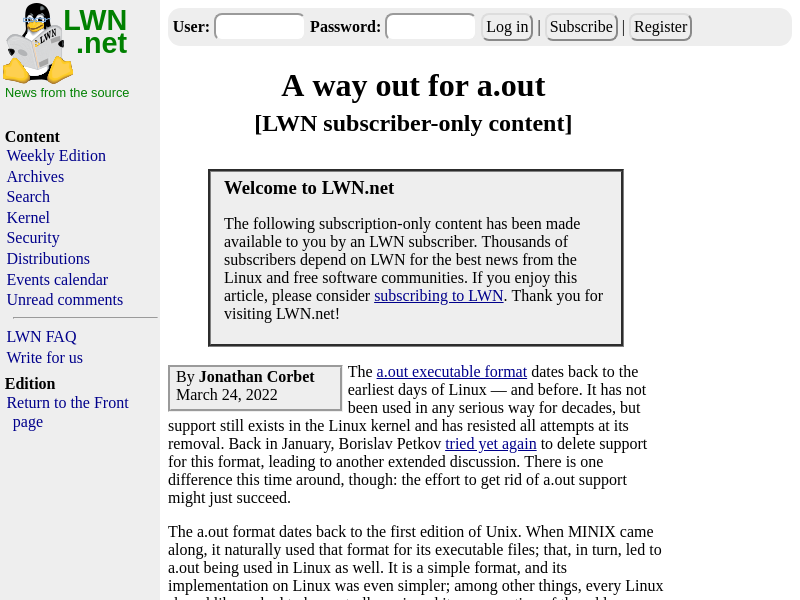 LWN
.net
News from the source
Content
Weekly Edition
Archives
Search
Kernel
Security
Distributions
Events calendar
Unread comments
LWN FAQ
Write for us
Edition
Return to the Front
page
User: Password: Log in | Subscribe | Register
A way out for a.out
[LWN subscriber-only content]
Welcome to LWN.net
The following subscription-only content has been made
available to you by an LWN subscriber. Thousands of
subscribers depend on LWN for the best news from the
Linux and free software communities. If you enjoy this
article, please consider subscribing to LWN. Thank you for
visiting LWN.net!
By Jonathan Corbet
March 24, 2022
The a.out executable format dates back to the
earliest days of Linux — and before. It has not
been used in any serious way for decades, but
support still exists in the Linux kernel and has resisted all attempts at its
removal. Back in January, Borislav Petkov tried yet again to delete support
for this format, leading to another extended discussion. There is one
difference this time around, though: the effort to get rid of a.out support
might just succeed.
The a.out format dates back to the first edition of Unix. When MINIX came
along, it naturally used that format for its executable files; that, in turn, led to
a.out being used in Linux as well. It is a simple format, and its
implementation on Linux was even simpler; among other things, every Linux